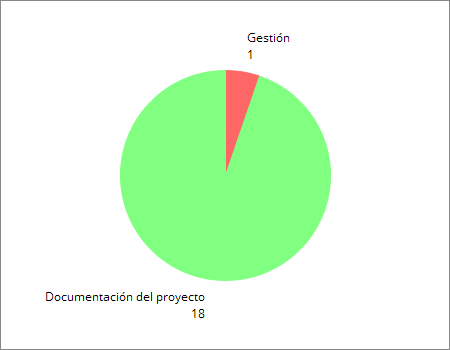 Gestión
1
Documentación del proyecto
18